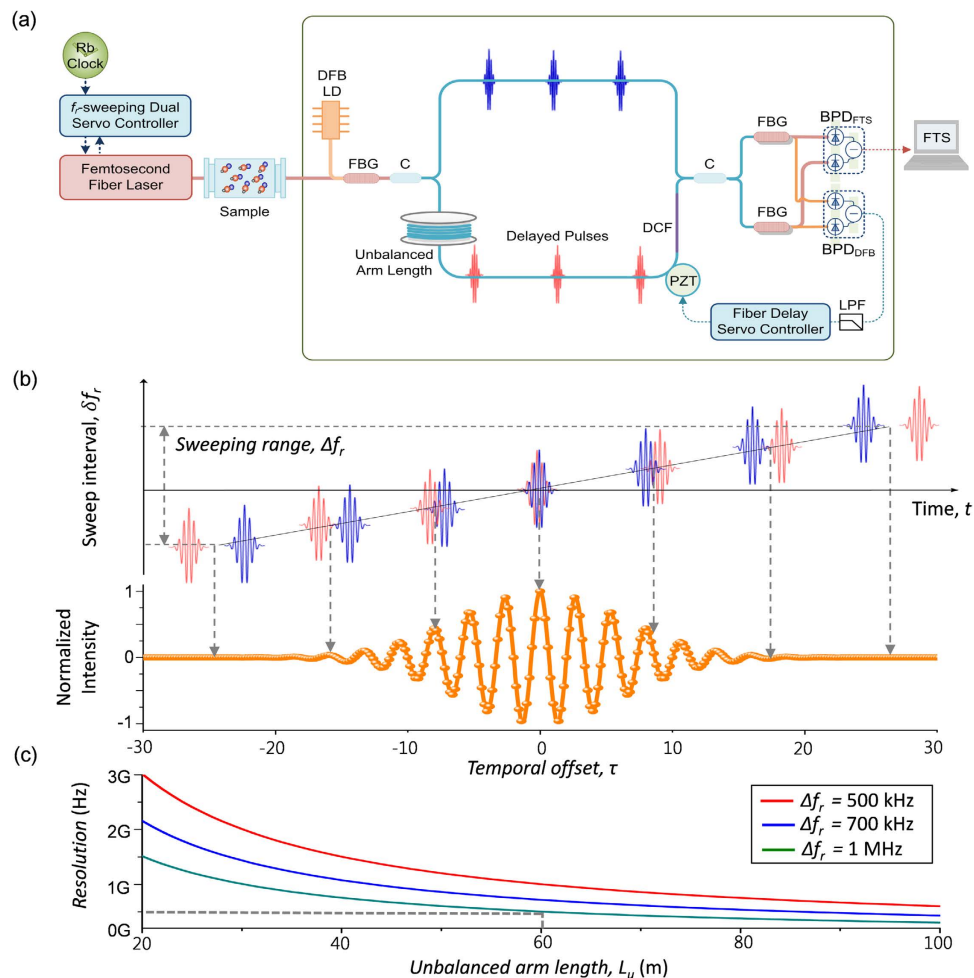 (a)
Rb
Clock
fr-sweeping Dual
Servo Controller
Femtosecond
Fiber Laser
Sample
DFB
LD
FBG
C
Unbalanced
Arm Length
Delayed Pulses
DCF
PZT
C
FBG
FBG
BPDFTS
BPDDFB
FTS
LPF
Fiber Delay
Servo Controller
(b)
Sweep interval, δfr
Sweeping range, Δfr
Time, t
Normalized
Intensity
1
0
-1
-30
-20
-10
0
10
20
30
Temporal offset, τ
(c)
Resolution (Hz)
3G
2G
1G
0G
20
40
60
80
100
Unbalanced arm length, Lu (m)
Δfr = 500 kHz
Δfr = 700 kHz
Δfr = 1 MHz